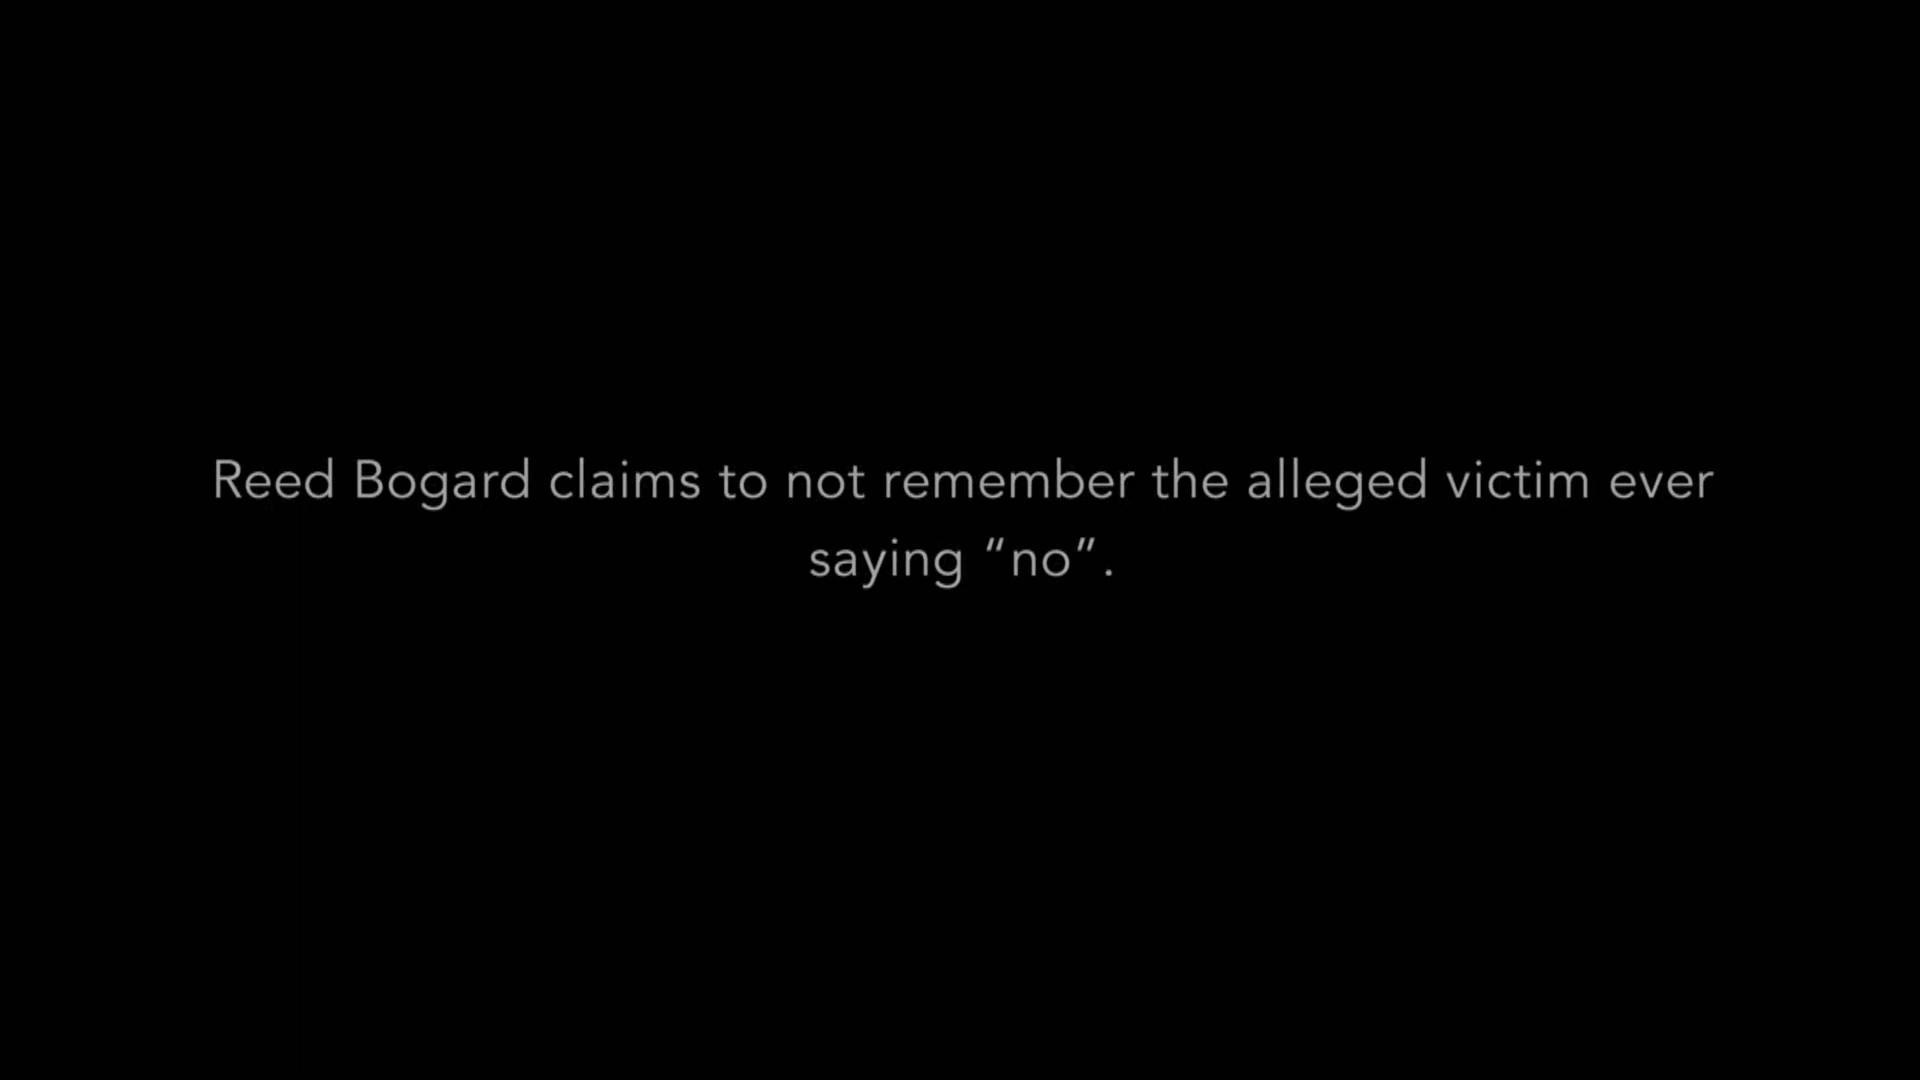 Reed Bogard claims to not remember the alleged victim ever
saying “no”.